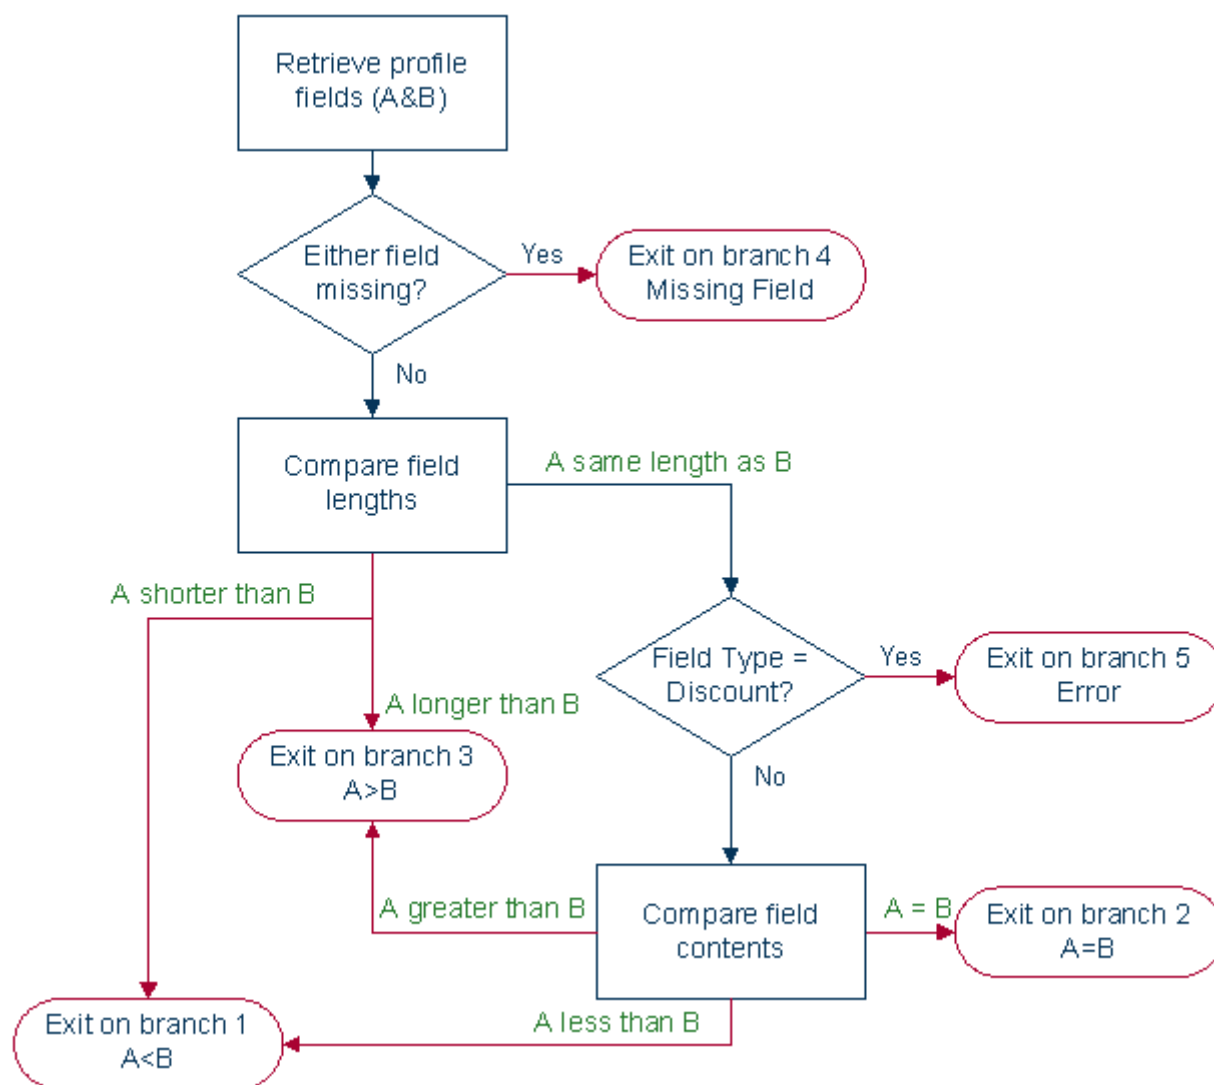 Retrieve profile
fields (A&B)
Either field
missing?
Yes
Exit on branch 4
Missing Field
No
Compare field
lengths
A same length as B
A shorter than B
A longer than B
Field Type =
Discount?
Yes
Exit on branch 5
Error
Exit on branch 3
A>B
No
A greater than B
Compare field
contents
A = B
Exit on branch 2
A=B
A less than B
Exit on branch 1
A<B